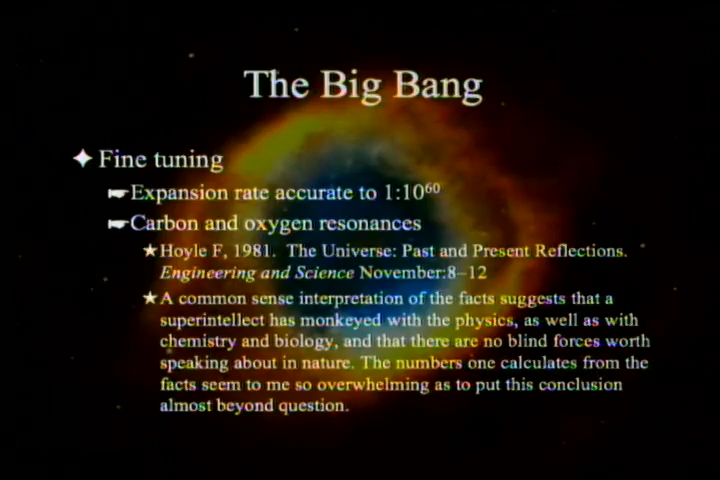 The Big Bang
Fine tuning
Expansion rate accurate to 1:10⁶⁰
Carbon and oxygen resonances
Hoyle F, 1981. The Universe: Past and Present Reflections.
Engineering and Science November:8–12
A common sense interpretation of the facts suggests that a
superintellect has monkeyed with the physics, as well as with
chemistry and biology, and that there are no blind forces worth
speaking about in nature. The numbers one calculates from the
facts seem to me so overwhelming as to put this conclusion
almost beyond question.